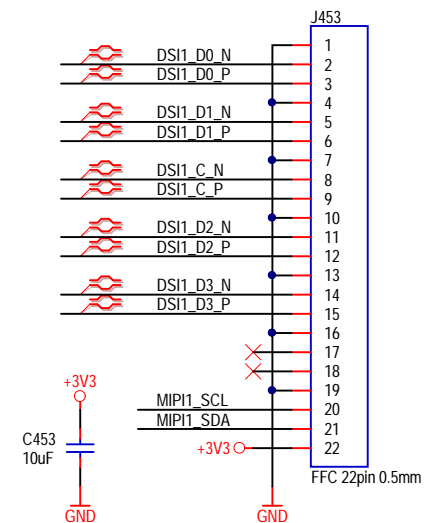 J453
1
DSI1_D0_N 2
DSI1_D0_P 3
4
DSI1_D1_N 5
DSI1_D1_P 6
7
DSI1_C_N 8
DSI1_C_P 9
10
DSI1_D2_N 11
DSI1_D2_P 12
13
DSI1_D3_N 14
DSI1_D3_P 15
16
17
18
19
MIPI1_SCL 20
MIPI1_SDA 21
+3V3 22
FFC 22pin 0.5mm
GND
+3V3
C453
10uF
GND